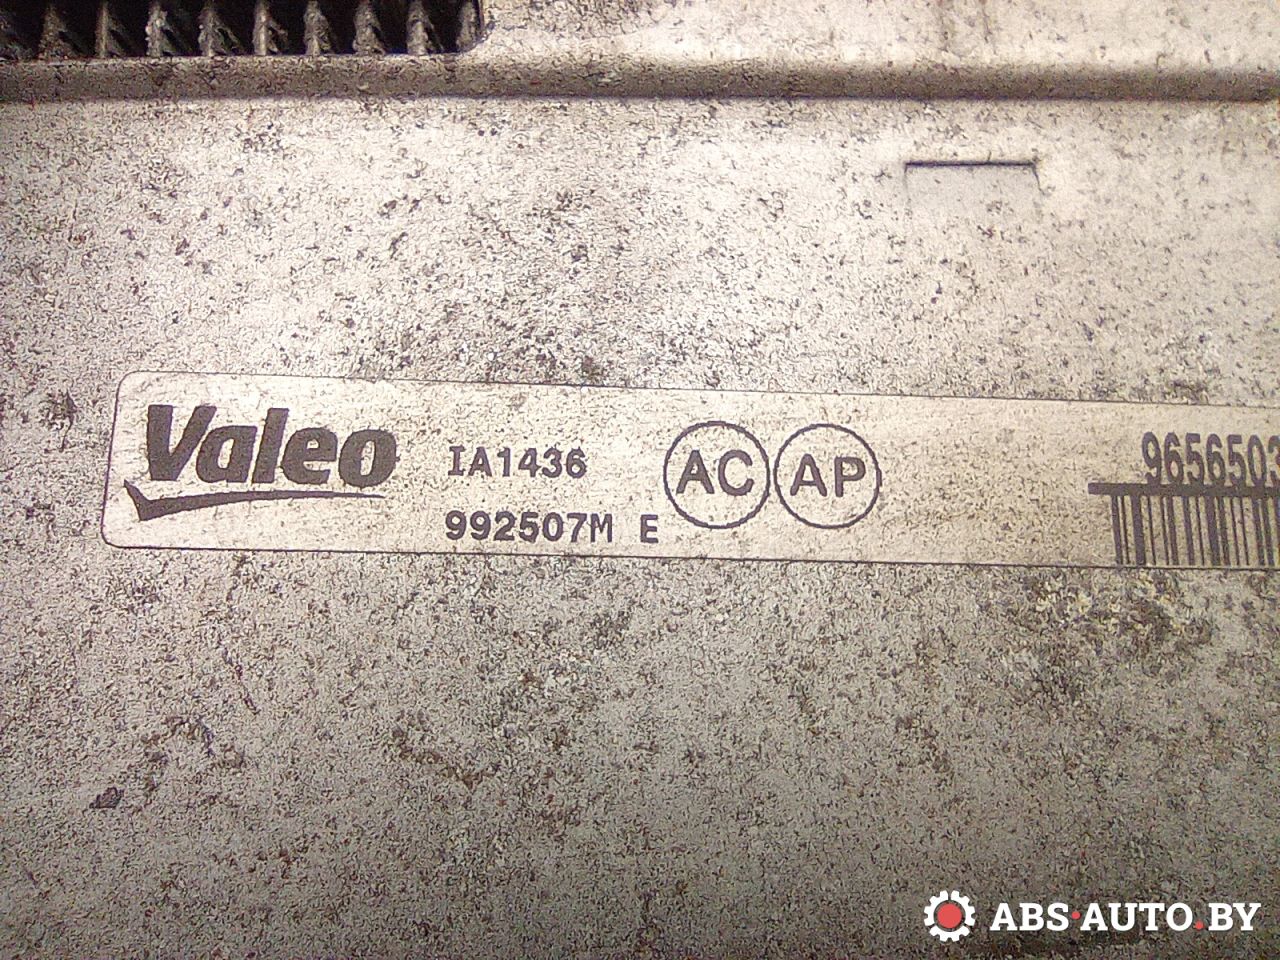 Valeo IA1436 AC AP 9656503
992507M E
ABS·AUTO.BY